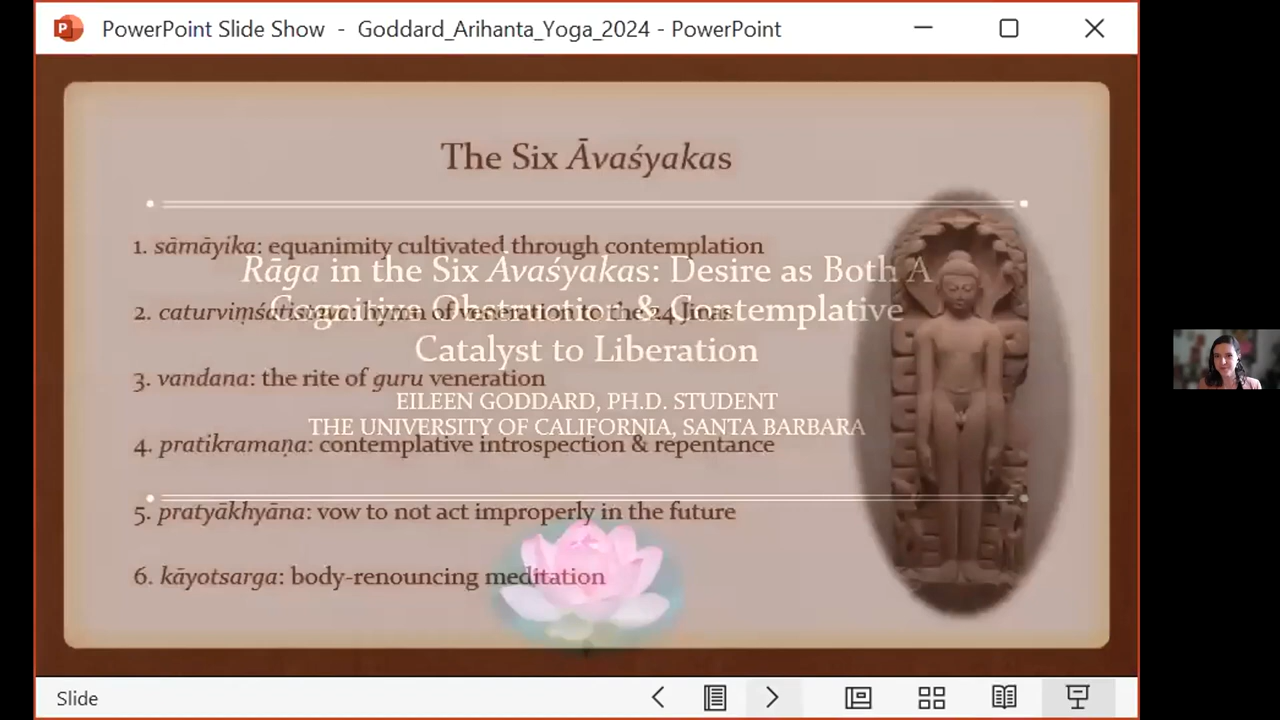 PowerPoint Slide Show - Goddard_Arihanta_Yoga_2024 - PowerPoint
The Six Āvaśyakas
1. sāmāyika: equanimity cultivated through contemplation
Rāga in the Six Āvaśyakas: Desire as Both A
Cognitive Obstruction & Contemplative
2. caturviṃśatistava: hymn of veneration to the 24 Jinas
Catalyst to Liberation
3. vandana: the rite of guru veneration
EILEEN GODDARD, PH.D. STUDENT
THE UNIVERSITY OF CALIFORNIA, SANTA BARBARA
4. pratikramaṇa: contemplative introspection & repentance
5. pratyākhyāna: vow to not act improperly in the future
6. kāyotsarga: body-renouncing meditation
Slide